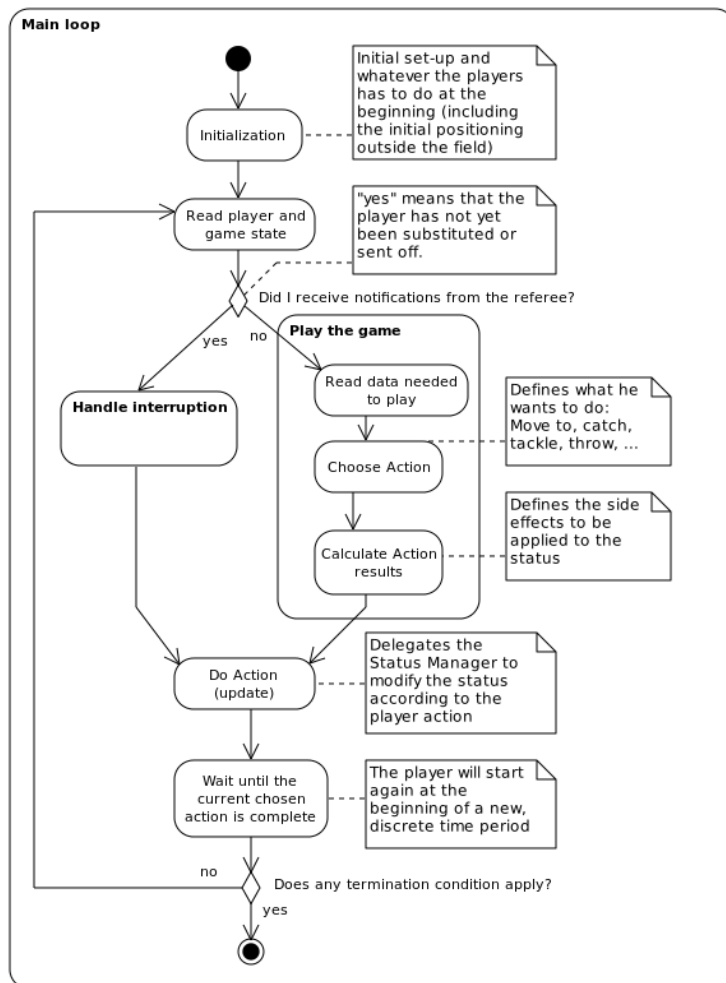 Main loop
Initial set-up and
whatever the players
has to do at the
beginning (including
the initial positioning
outside the field)
Initialization
"yes" means that the
player has not yet
been substituted or
sent off.
Read player and
game state
Did I receive notifications from the referee?
yes
no
Play the game
Handle interruption
Read data needed
to play
Defines what he
wants to do:
Move to, catch,
tackle, throw, ...
Choose Action
Defines the side
effects to be
applied to the
status
Calculate Action
results
Delegates the
Status Manager to
modify the status
according to the
player action
Do Action
(update)
Wait until the
current chosen
action is complete
The player will start
again at the
beginning of a new,
discrete time period
no
Does any termination condition apply?
yes